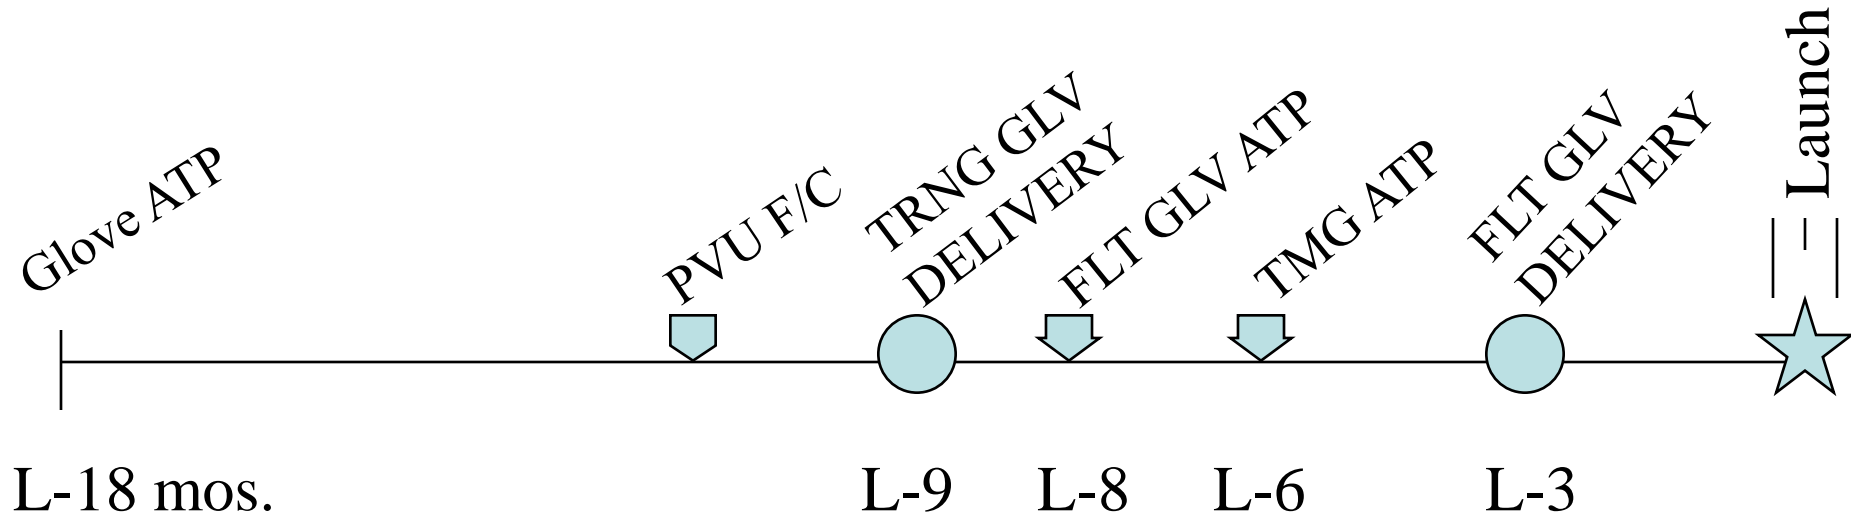 Glove ATP
PVU F/C
TRNG GLV
DELIVERY
FLT GLV ATP
TMG ATP
FLT GLV
DELIVERY
Launch
L-18 mos.
L-9
L-8
L-6
L-3